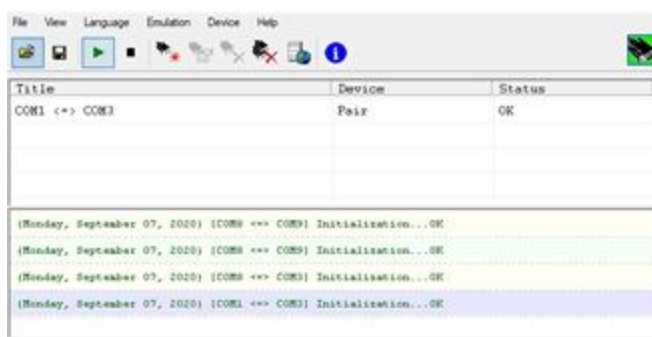 File View Language Emulation Device Help
Title Device Status
COM1 <=> COM3 Pair OK
(Monday, September 07, 2020) [COM8 <=> COM9] Initialization...OK
(Monday, September 07, 2020) [COM8 <=> COM9] Initialization...OK
(Monday, September 07, 2020) [COM8 <=> COM3] Initialization...OK
(Monday, September 07, 2020) [COM1 <=> COM3] Initialization...OK